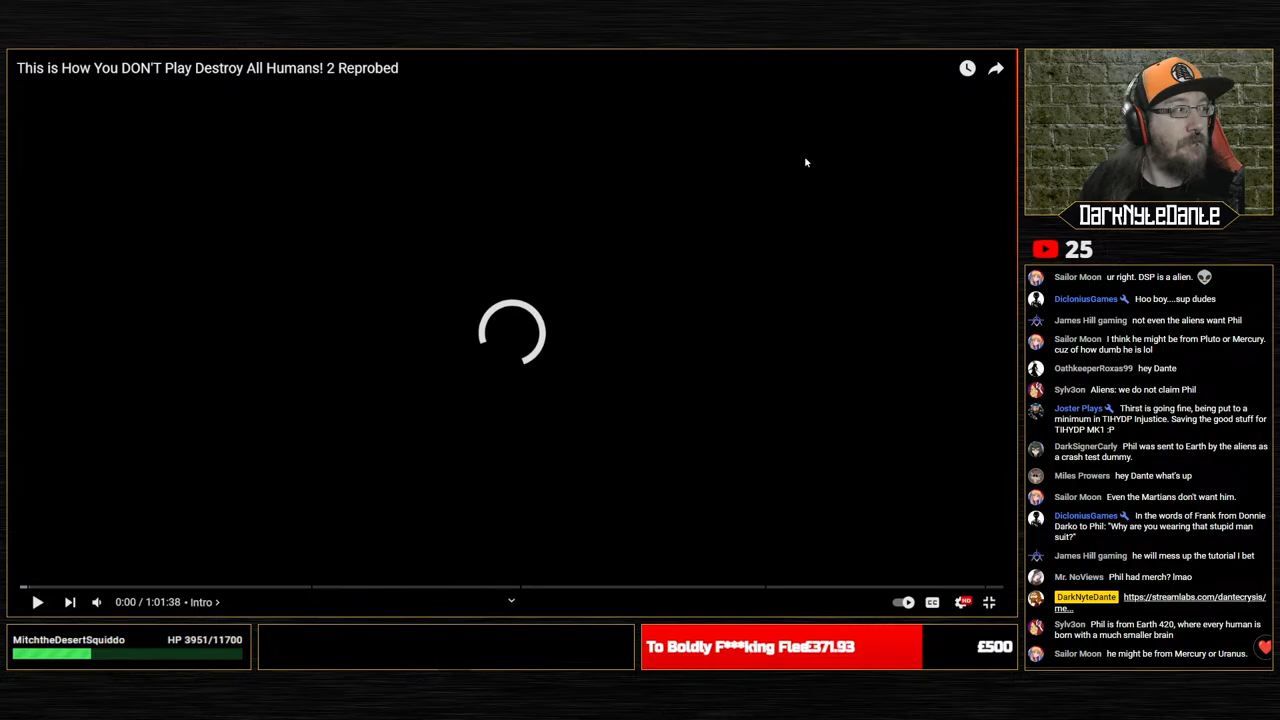 This is How You DON'T Play Destroy All Humans! 2 Reprobed
DarkNyteDante
25
Sailor Moon ur right. DSP is a alien.
DicloniusGames Hoo boy....sup dudes
James Hill gaming not even the aliens want Phil
Sailor Moon I think he might be from Pluto or Mercury.
cuz of how dumb he is lol
OathkeeperRoxas99 hey Dante
Sylv3on Aliens: we do not claim Phil
Joster Plays Thirst is going fine, being put to a
minimum in TIHYDP Injustice. Saving the good stuff for
TIHYDP MK1 :P
DarkSignerCarly Phil was sent to Earth by the aliens as
a crash test dummy.
Miles Prowers hey Dante what's up
Sailor Moon Even the Martians don't want him.
DicloniusGames In the words of Frank from Donnie
Darko to Phil: "Why are you wearing that stupid man
suit?"
James Hill gaming he will mess up the tutorial I bet
Mr. NoViews Phil had merch? lmao
DarkNyteDante https://streamlabs.com/dantecrysis/
me...
Sylv3on Phil is from Earth 420, where every human is
born with a much smaller brain
Sailor Moon he might be from Mercury or Uranus.
0:00 / 1:01:38 • Intro
CC
HD
MitchtheDesertSquiddo HP 3951/11700
To Boldly F***king Flee£371.93 £500